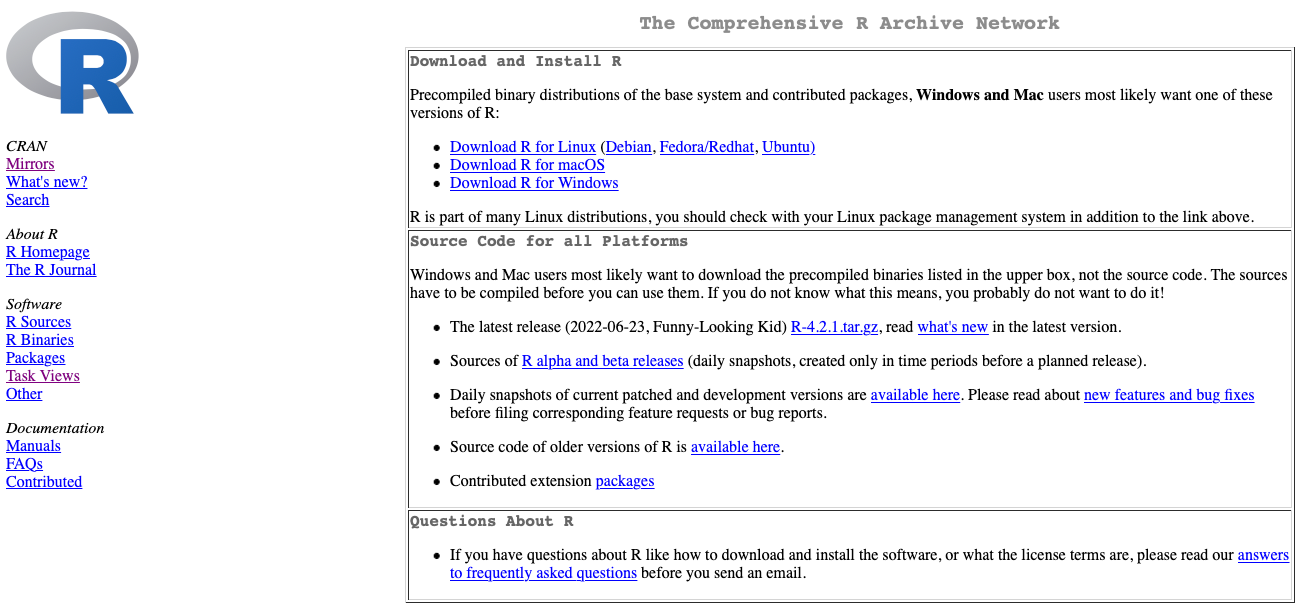 R
CRAN
Mirrors
What's new?
Search
About R
R Homepage
The R Journal
Software
R Sources
R Binaries
Packages
Task Views
Other
Documentation
Manuals
FAQs
Contributed
The Comprehensive R Archive Network
Download and Install R
Precompiled binary distributions of the base system and contributed packages, Windows and Mac users most likely want one of these
versions of R:
• Download R for Linux (Debian, Fedora/Redhat, Ubuntu)
• Download R for macOS
• Download R for Windows
R is part of many Linux distributions, you should check with your Linux package management system in addition to the link above.
Source Code for all Platforms
Windows and Mac users most likely want to download the precompiled binaries listed in the upper box, not the source code. The sources
have to be compiled before you can use them. If you do not know what this means, you probably do not want to do it!
• The latest release (2022-06-23, Funny-Looking Kid) R-4.2.1.tar.gz, read what's new in the latest version.
• Sources of R alpha and beta releases (daily snapshots, created only in time periods before a planned release).
• Daily snapshots of current patched and development versions are available here. Please read about new features and bug fixes
before filing corresponding feature requests or bug reports.
• Source code of older versions of R is available here.
• Contributed extension packages
Questions About R
• If you have questions about R like how to download and install the software, or what the license terms are, please read our answers
to frequently asked questions before you send an email.